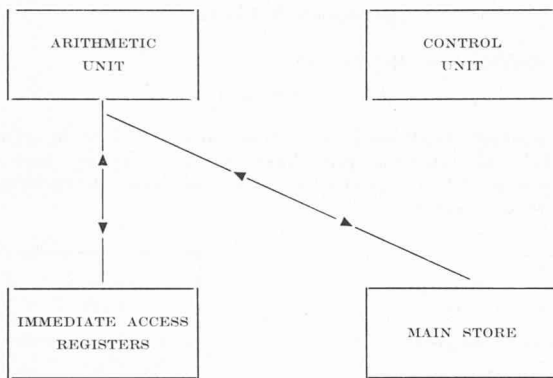 ARITHMETIC
UNIT
CONTROL
UNIT
IMMEDIATE ACCESS
REGISTERS
MAIN STORE